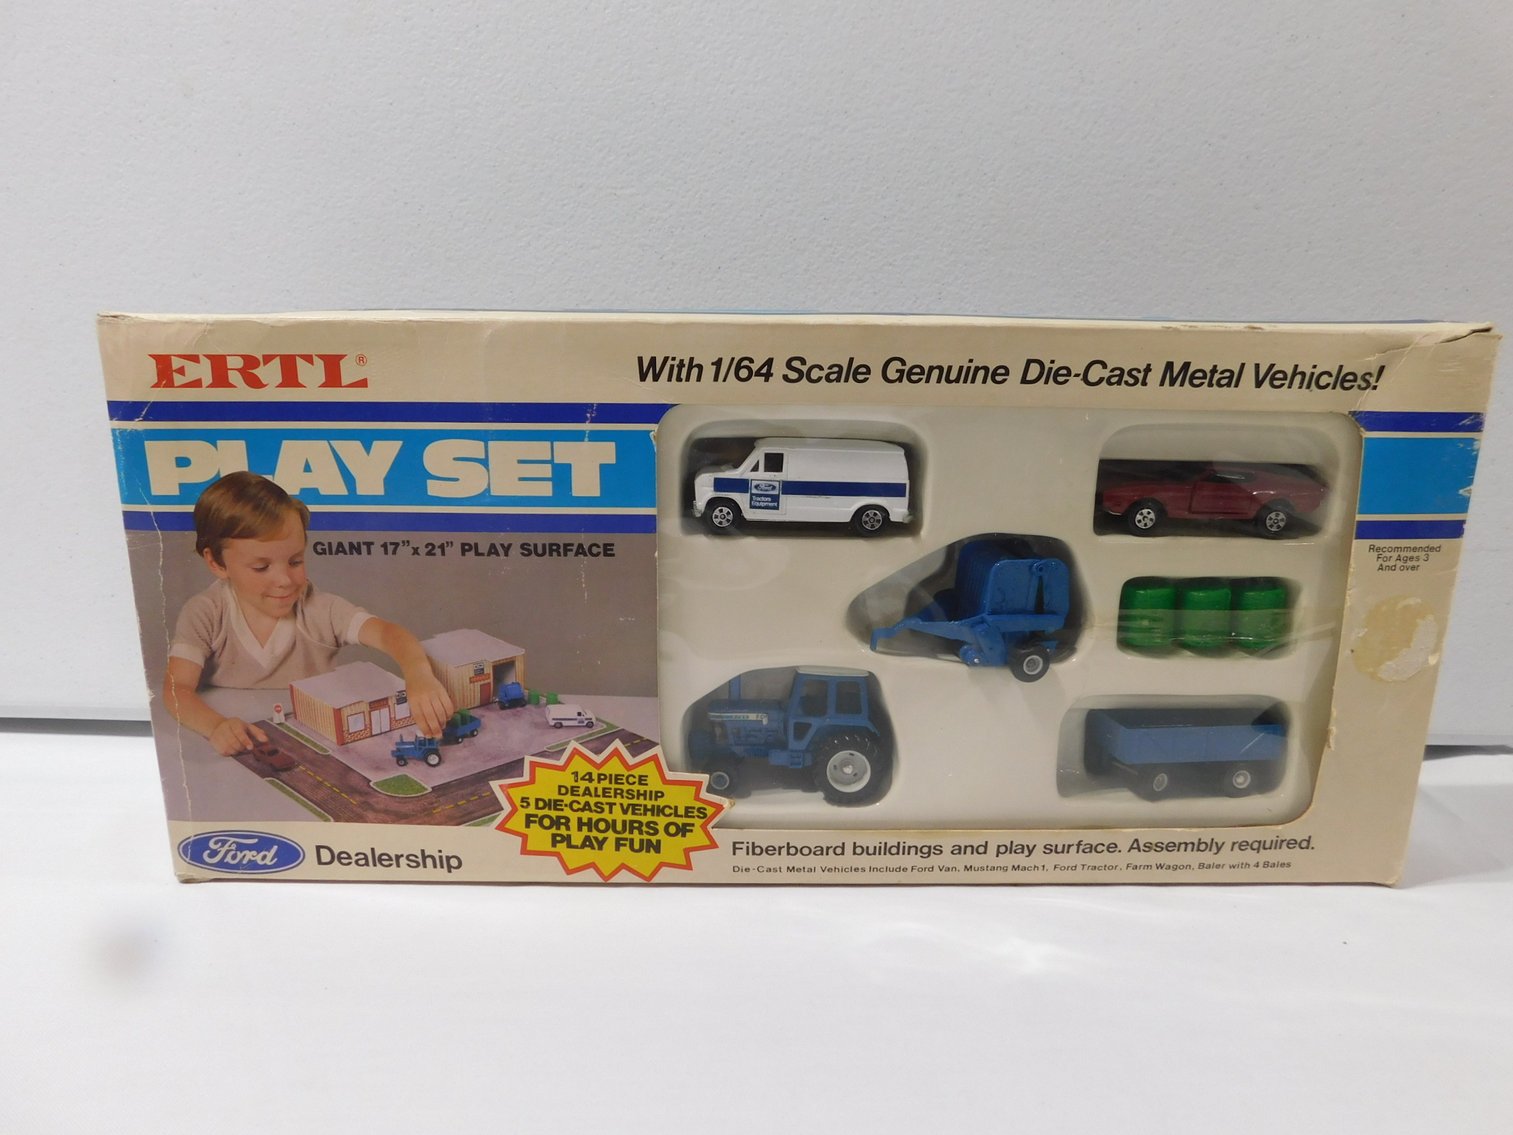 ERTL®
With 1/64 Scale Genuine Die-Cast Metal Vehicles!
PLAY SET
GIANT 17" x 21" PLAY SURFACE
Ford
Tractors
Equipment
Recommended
For Ages 3
And over
14 PIECE
DEALERSHIP
5 DIE-CAST VEHICLES
FOR HOURS OF
PLAY FUN
Ford Dealership
Fiberboard buildings and play surface. Assembly required.
Die-Cast Metal Vehicles Include Ford Van, Mustang Mach 1, Ford Tractor, Farm Wagon, Baler with 4 Bales